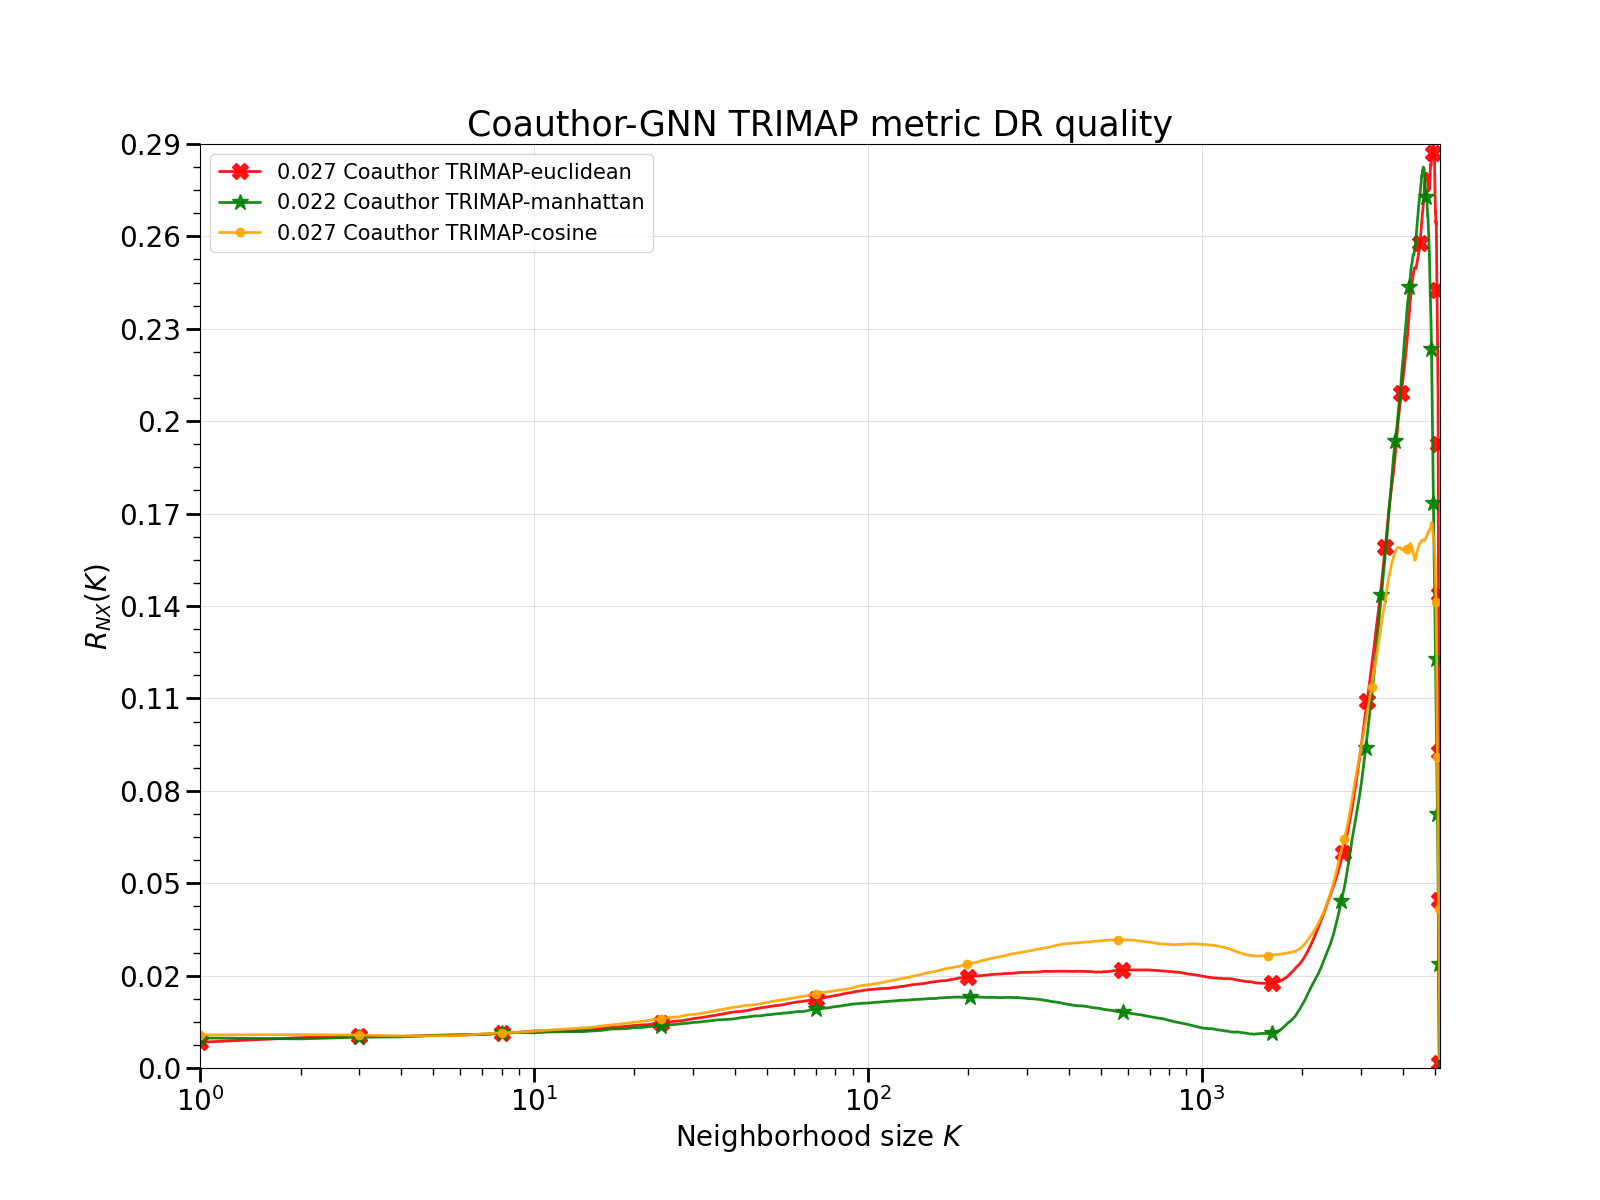 Coauthor-GNN TRIMAP metric DR quality
0.027 Coauthor TRIMAP-euclidean
0.022 Coauthor TRIMAP-manhattan
0.027 Coauthor TRIMAP-cosine
0.29
0.26
0.23
0.2
0.17
0.14
0.11
0.08
0.05
0.02
0.0
R_{NX}(K)
10^0
10^1
10^2
10^3
Neighborhood size K